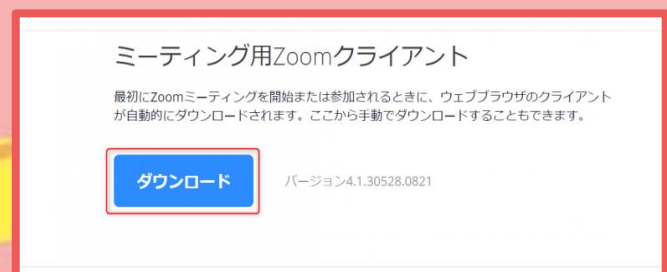 ミーティング用Zoomクライアント
最初にZoomミーティングを開始または参加されるときに、ウェブブラウザのクライアント
が自動的にダウンロードされます。ここから手動でダウンロードすることもできます。
ダウンロード
バージョン4.1.30528.0821